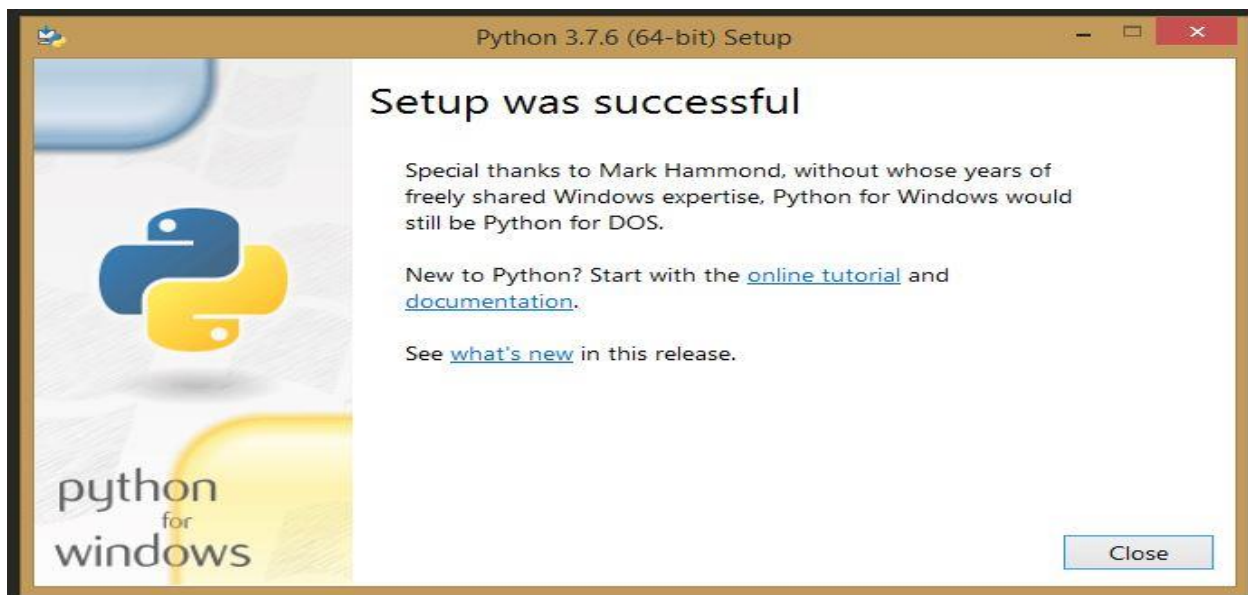 Python 3.7.6 (64-bit) Setup
Setup was successful
Special thanks to Mark Hammond, without whose years of
freely shared Windows expertise, Python for Windows would
still be Python for DOS.
New to Python? Start with the online tutorial and
documentation.
See what's new in this release.
python
for
windows
Close